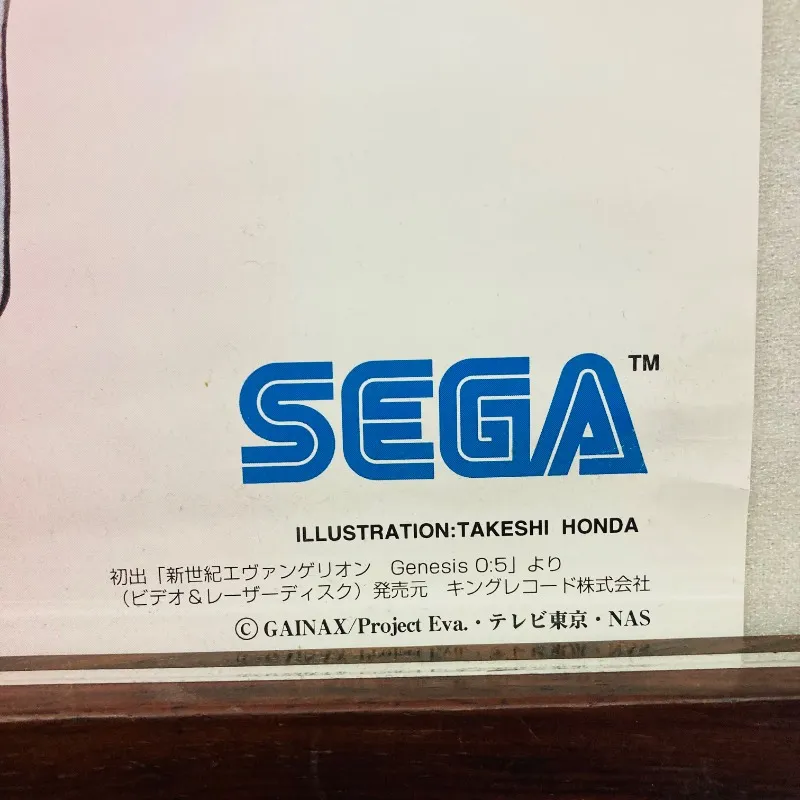 SEGA™
ILLUSTRATION:TAKESHI HONDA
初出「新世紀エヴァンゲリオン　Genesis 0:5」より
（ビデオ＆レーザーディスク）発売元　キングレコード株式会社
© GAINAX/Project Eva.・テレビ東京・NAS